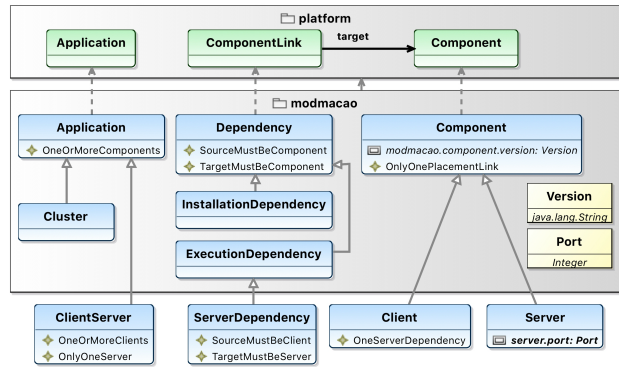 platform
Application
ComponentLink
target
Component
modmacao
Application
OneOrMoreComponents
Dependency
SourceMustBeComponent
TargetMustBeComponent
Component
modmacao.component.version: Version
OnlyOnePlacementLink
Cluster
InstallationDependency
Version
java.lang.String
ExecutionDependency
Port
Integer
ClientServer
OneOrMoreClients
OnlyOneServer
ServerDependency
SourceMustBeClient
TargetMustBeServer
Client
OneServerDependency
Server
server.port: Port